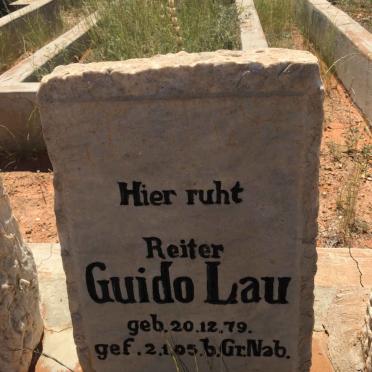 Hier ruht
Reiter
Guido Lau
geb. 20.12.79.
gef. 2.1.05. b. Gr. Nab.